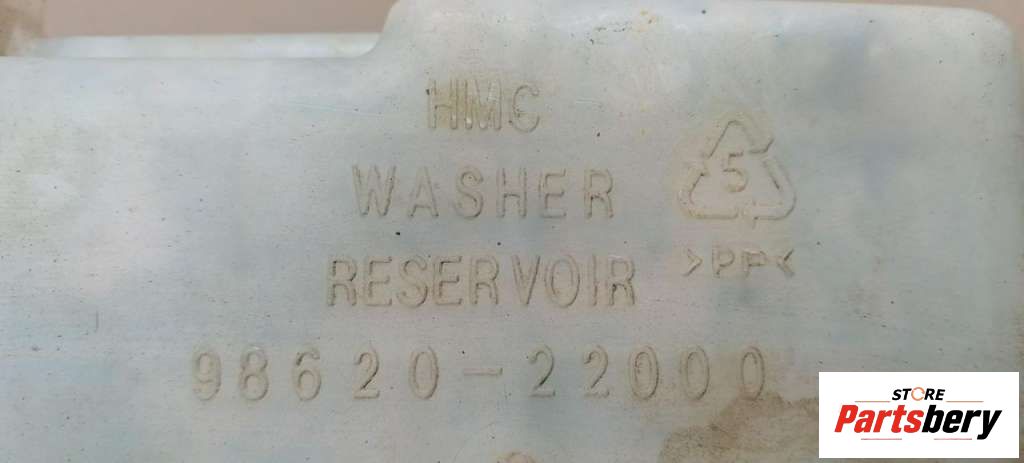 HMC
WASHER
RESERVOIR
98620-22000
5
>PP<
STORE
Partsbery